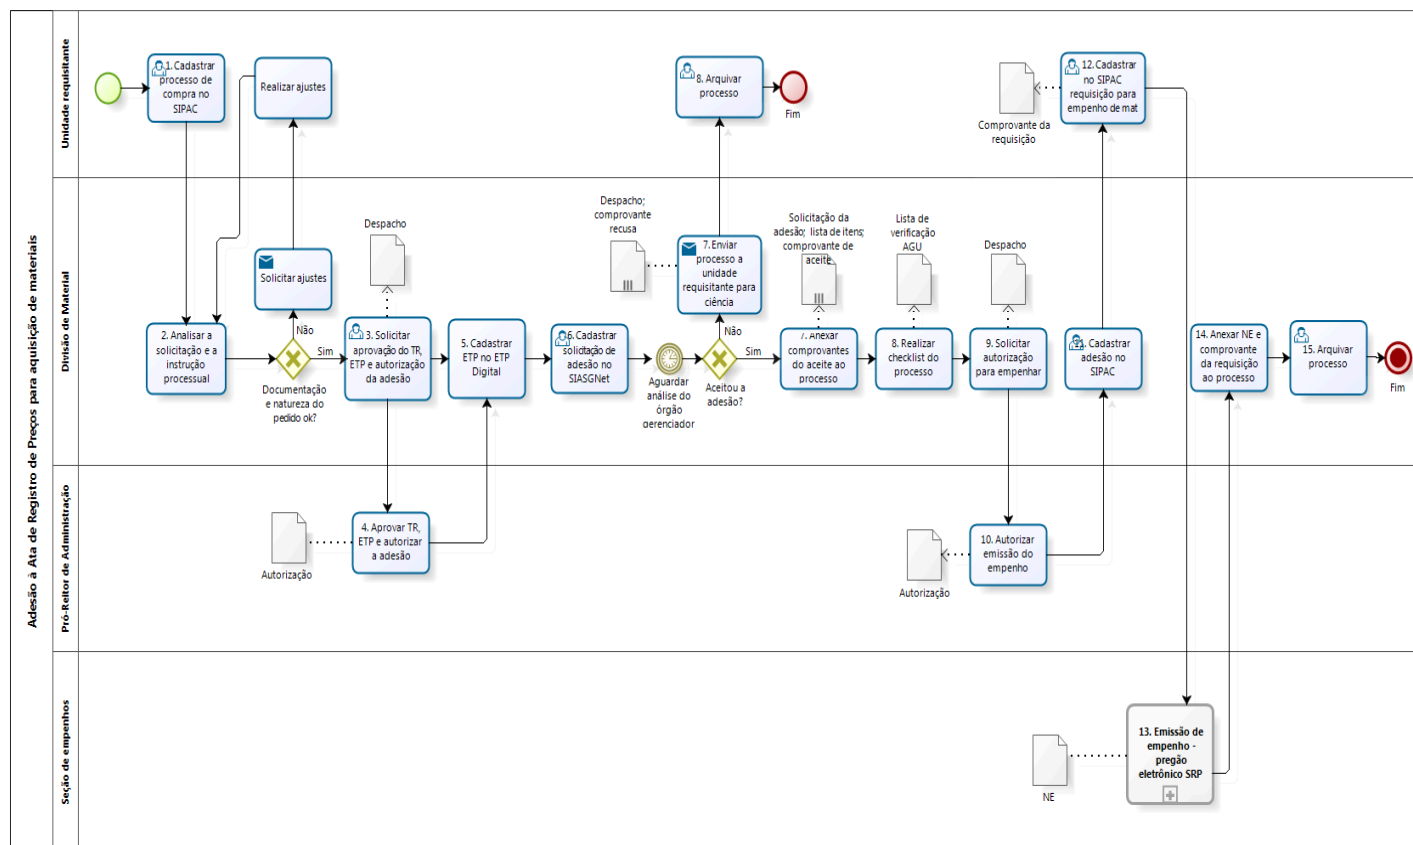 Adesão à Ata de Registro de Preços para aquisição de materiais
Unidade requisitante
1. Cadastrar
processo de
compra no
SIPAC
Realizar ajustes
8. Arquivar
processo
Fim
12. Cadastrar
no SIPAC
requisição para
empenho de mat
Comprovante da
requisição
Divisão de Material
2. Analisar a
solicitação e a
instrução
processual
Solicitar ajustes
Não
Sim
Documentação
e natureza do
pedido ok?
Despacho
3. Solicitar
aprovação do TR,
ETP e autorização
da adesão
5. Cadastrar
ETP no ETP
Digital
6. Cadastrar
solicitação de
adesão no
SIASGNet
Aguardar
análise do
órgão
gerenciador
Despacho;
comprovante
recusa
7. Enviar
processo a
unidade
requisitante para
ciência
Não
Sim
Aceitou a
adesão?
Solicitação da
adesão; lista de itens;
comprovante de
aceite
7. Anexar
comprovantes
do aceite ao
processo
Lista de
verificação
AGU
8. Realizar
checklist do
processo
Despacho
9. Solicitar
autorização
para empenhar
Cadastrar
adesão no
SIPAC
14. Anexar NE e
comprovante
da requisição
ao processo
15. Arquivar
processo
Fim
Pró-Reitor de Administração
Autorização
4. Aprovar TR,
ETP e autorizar
a adesão
Autorização
10. Autorizar
emissão do
empenho
Seção de empenhos
NE
13. Emissão de
empenho -
pregão
eletrônico SRP